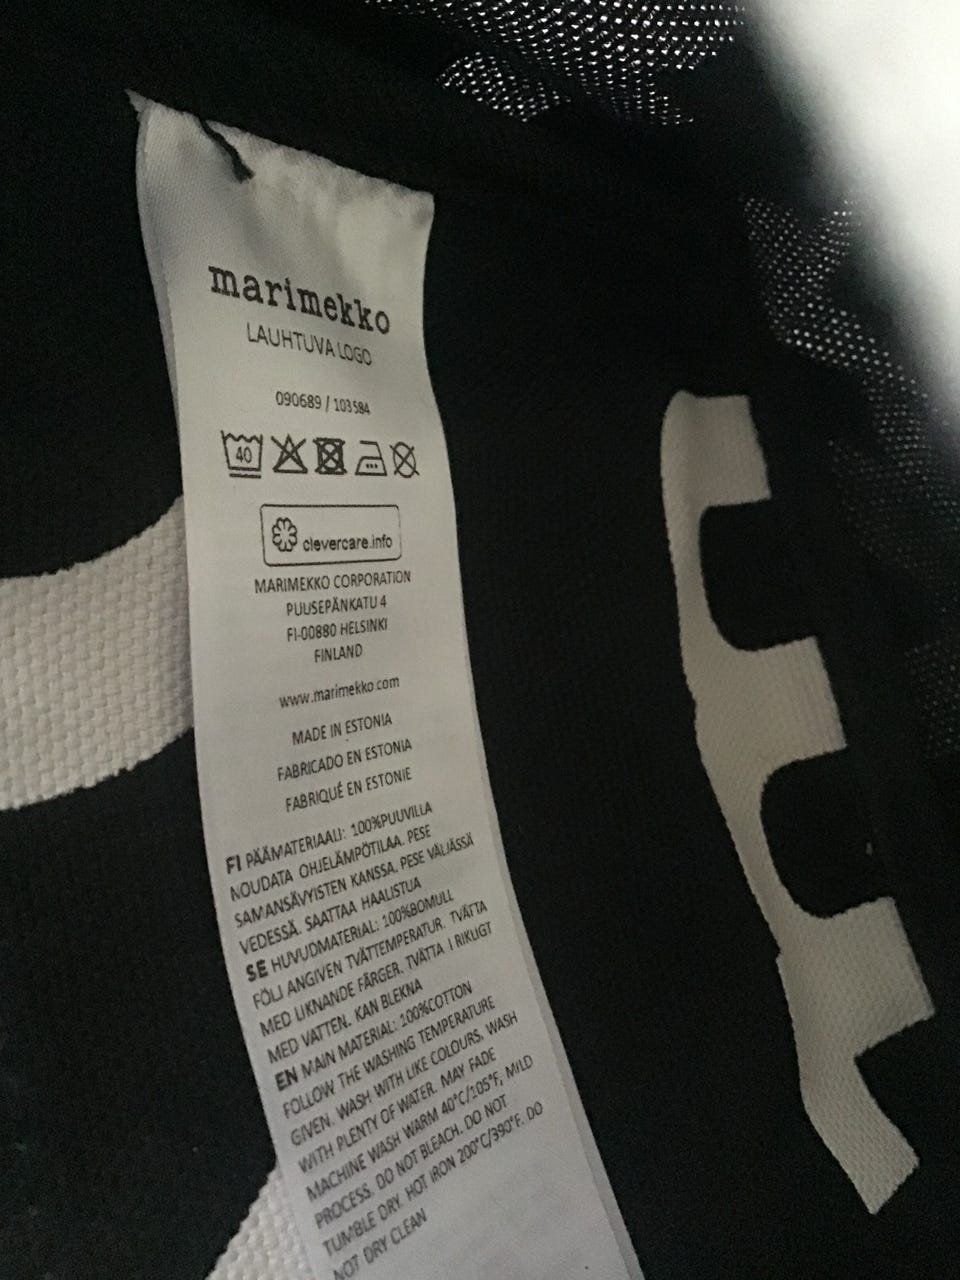 marimekko
LAUHTUVA LOGO
090689 / 103584
40
clevercare.info
MARIMEKKO CORPORATION
PUUSEPÄNKATU 4
FI-00880 HELSINKI
FINLAND
www.marimekko.com
MADE IN ESTONIA
FABRICADO EN ESTONIA
FABRIQUÉ EN ESTONIE
FI PÄÄMATERIAALI: 100%PUUVILLA
NOUDATA OHJELÄMPÖTILAA. PESE
SAMANSÄVYISTEN KANSSA. PESE VÄLJÄSSÄ
VEDESSÄ. SAATTAA HAALISTUA
SE HUVUDMATERIAL: 100%BOMULL
FÖLJ ANGIVEN TVÄTTEMPERATUR. TVÄTTA
MED LIKNANDE FÄRGER. TVÄTTA I RIKLIGT
MED VATTEN. KAN BLEKNA
EN MAIN MATERIAL: 100%COTTON
FOLLOW THE WASHING TEMPERATURE
GIVEN. WASH WITH LIKE COLOURS, WASH
WITH PLENTY OF WATER. MAY FADE
MACHINE WASH WARM 40°C/105°F, MILD
PROCESS. DO NOT BLEACH. DO NOT
TUMBLE DRY. HOT IRON 200°C/390°F. DO
NOT DRY CLEAN